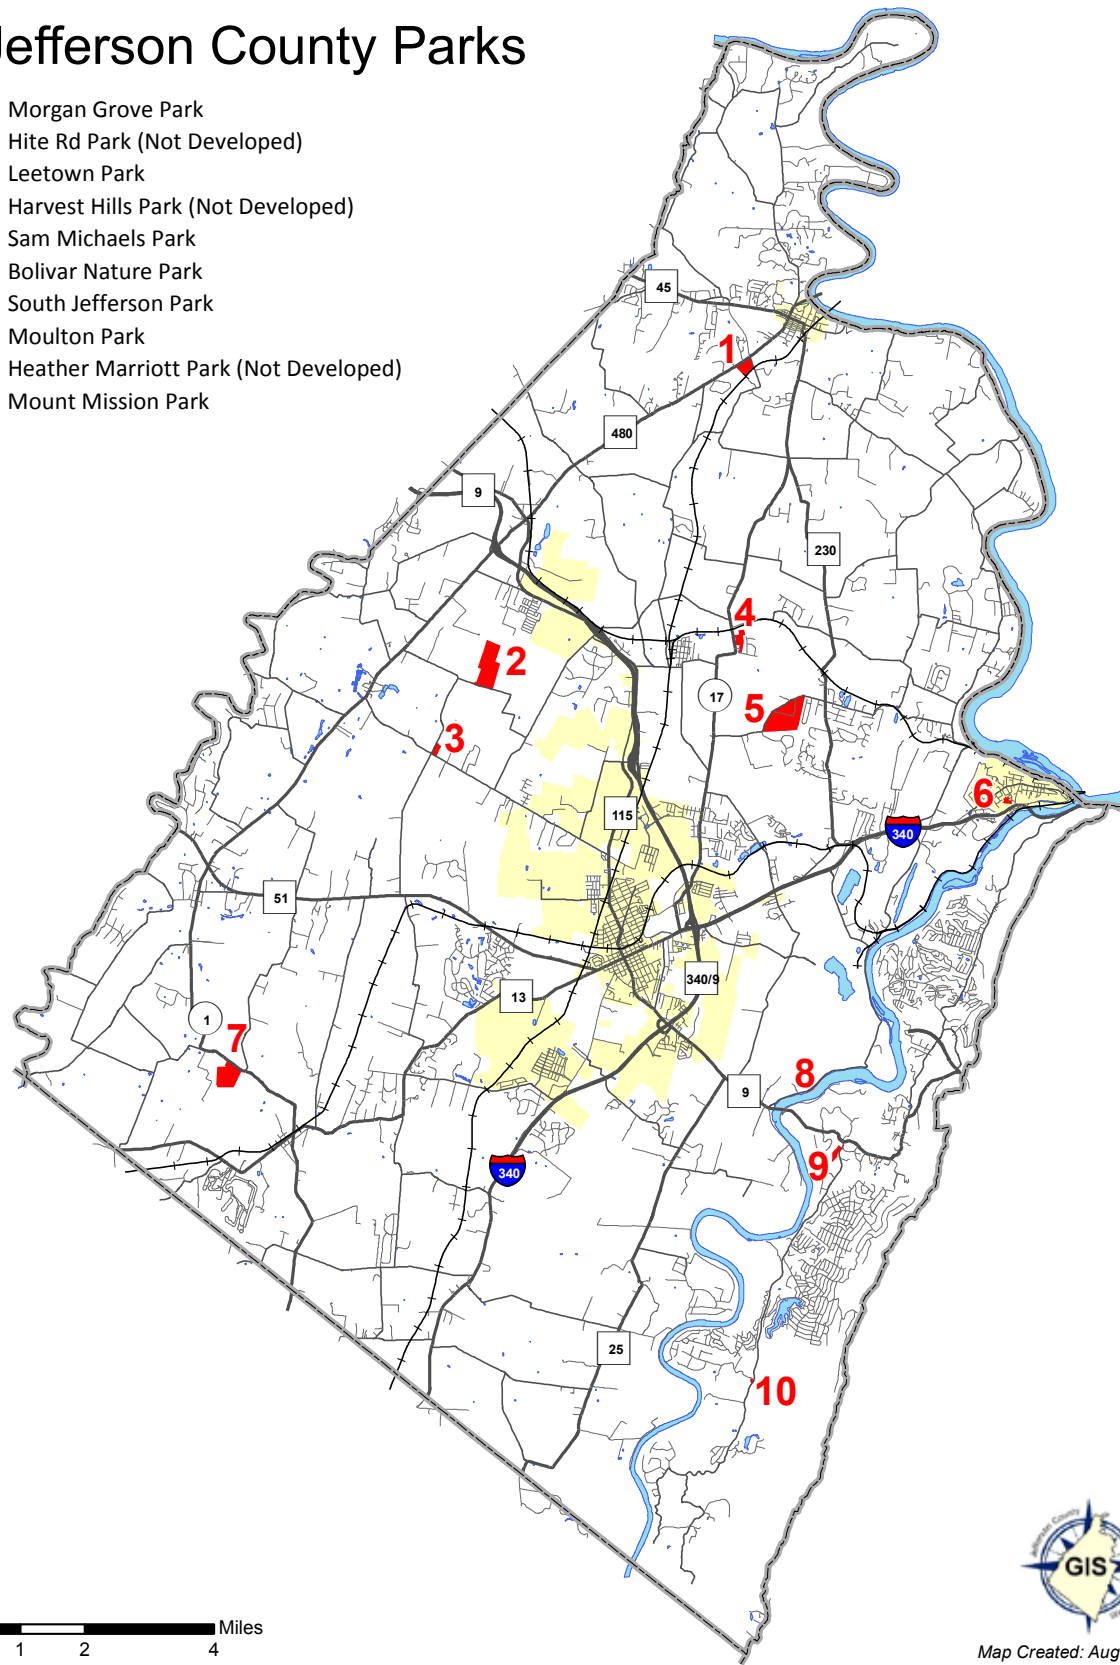 Jefferson County Parks
Morgan Grove Park
Hite Rd Park (Not Developed)
Leetown Park
Harvest Hills Park (Not Developed)
Sam Michaels Park
Bolivar Nature Park
South Jefferson Park
Moulton Park
Heather Marriott Park (Not Developed)
Mount Mission Park
45
1
480
9
230
4
2
17
5
3
6
115
340
51
340/9
13
1
7
8
9
9
340
25
10
Jefferson County
GIS
Miles
1 2 4
Map Created: Aug